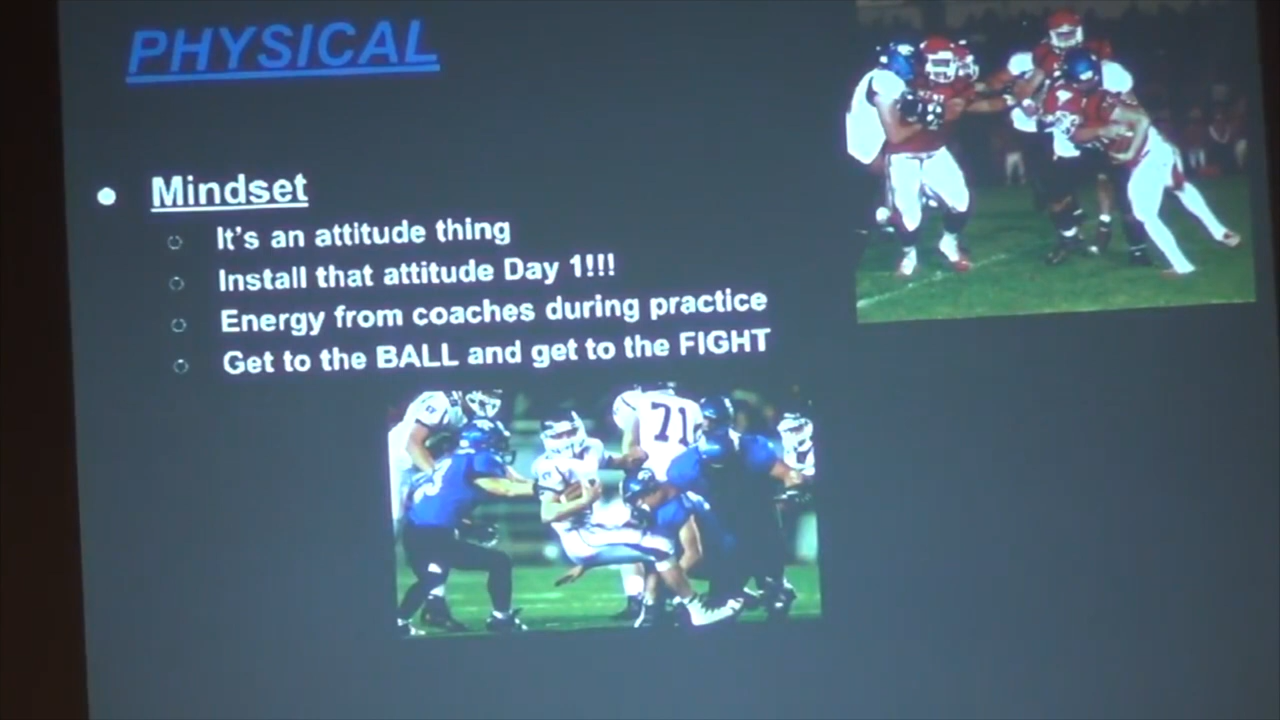 PHYSICAL
Mindset
It's an attitude thing
Install that attitude Day 1!!!
Energy from coaches during practice
Get to the BALL and get to the FIGHT
71